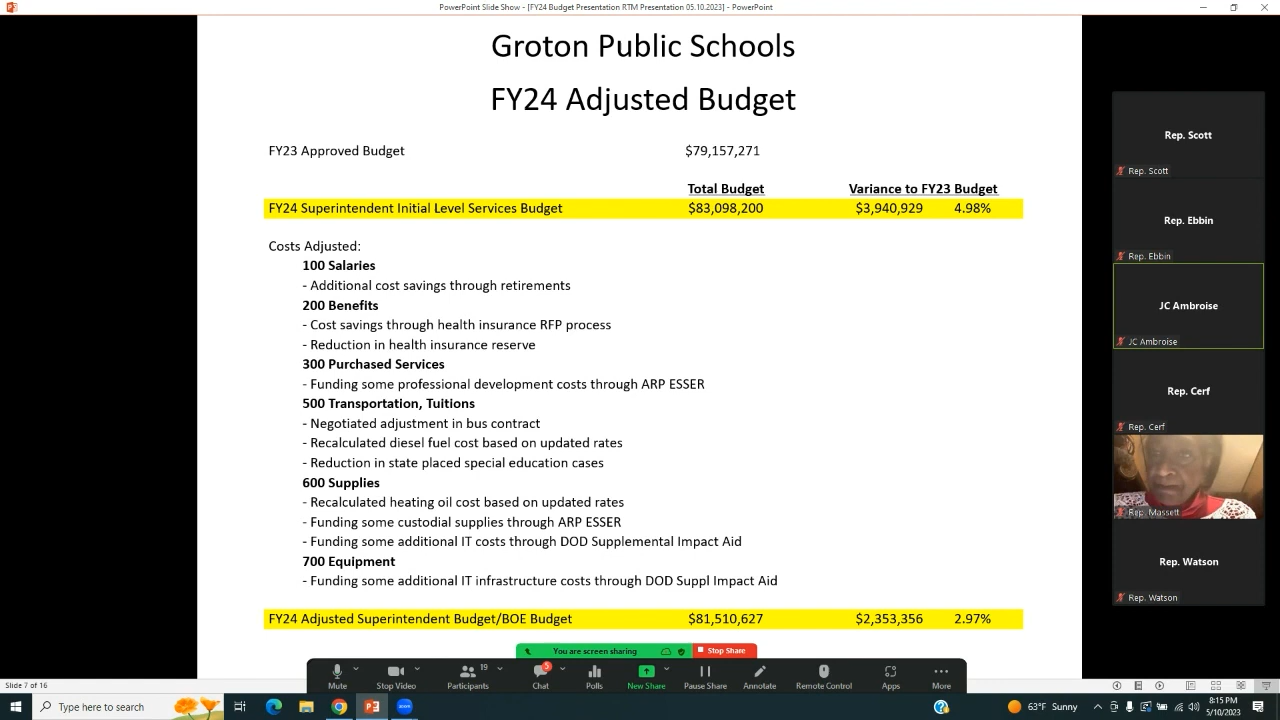 PowerPoint Slide Show - [FY24 Budget Presentation RTM Presentation 05.10.2023] - PowerPoint
Groton Public Schools
FY24 Adjusted Budget
FY23 Approved Budget $79,157,271
Total Budget Variance to FY23 Budget
FY24 Superintendent Initial Level Services Budget $83,098,200 $3,940,929 4.98%
Costs Adjusted:
100 Salaries
- Additional cost savings through retirements
200 Benefits
- Cost savings through health insurance RFP process
- Reduction in health insurance reserve
300 Purchased Services
- Funding some professional development costs through ARP ESSER
500 Transportation, Tuitions
- Negotiated adjustment in bus contract
- Recalculated diesel fuel cost based on updated rates
- Reduction in state placed special education cases
600 Supplies
- Recalculated heating oil cost based on updated rates
- Funding some custodial supplies through ARP ESSER
- Funding some additional IT costs through DOD Supplemental Impact Aid
700 Equipment
- Funding some additional IT infrastructure costs through DOD Suppl Impact Aid
FY24 Adjusted Superintendent Budget/BOE Budget $81,510,627 $2,353,356 2.97%
Rep. Scott
Rep. Scott
Rep. Ebbin
Rep. Ebbin
JC Ambroise
JC Ambroise
Rep. Cerf
Rep. Cerf
Rep. Massett
Rep. Watson
Rep. Watson
You are screen sharing Stop Share
19 5
Mute Stop Video Participants Chat Polls New Share Pause Share Annotate Remote Control Apps More
Slide 7 of 16
Type here to search
zoom
63°F Sunny
8:15 PM
5/10/2023